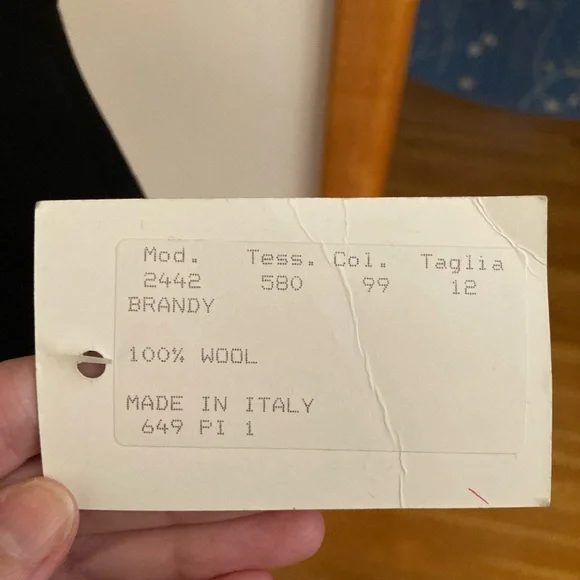 Mod. Tess. Col. Taglia
2442 580 99 12
BRANDY
100% WOOL
MADE IN ITALY
649 PI 1